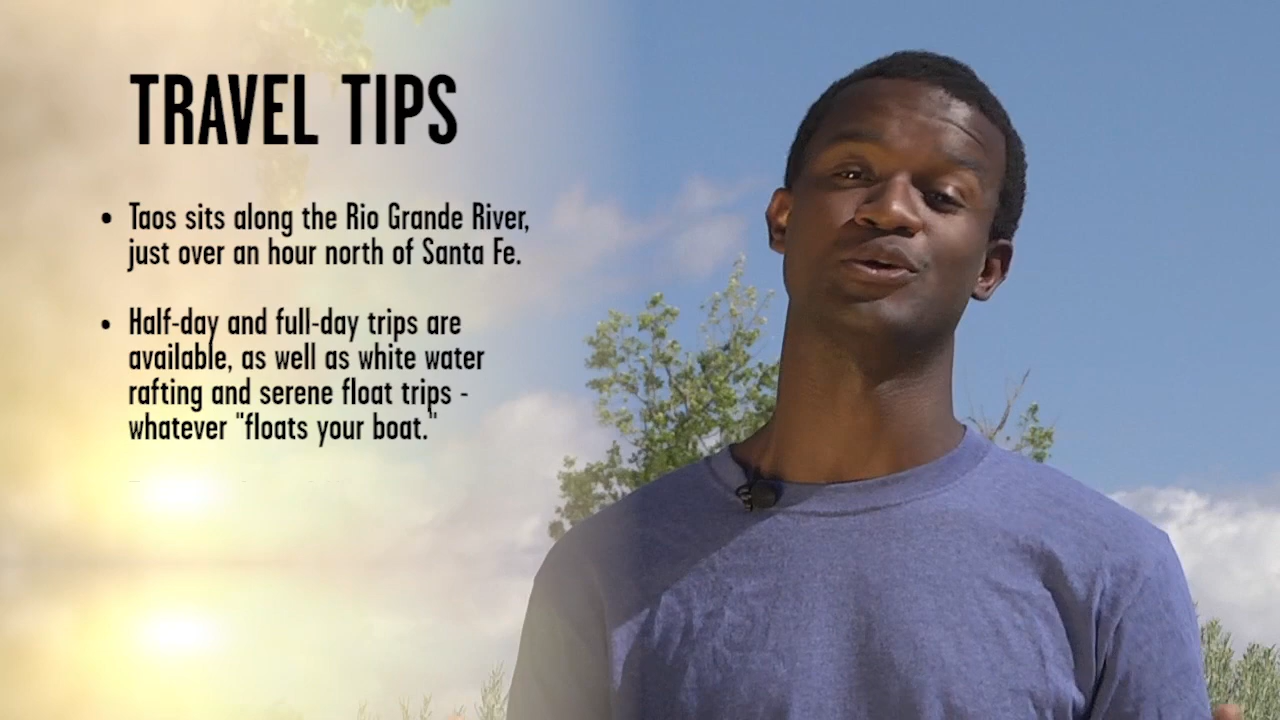 TRAVEL TIPS
• Taos sits along the Rio Grande River,
just over an hour north of Santa Fe.
• Half-day and full-day trips are
available, as well as white water
rafting and serene float trips -
whatever "floats your boat."